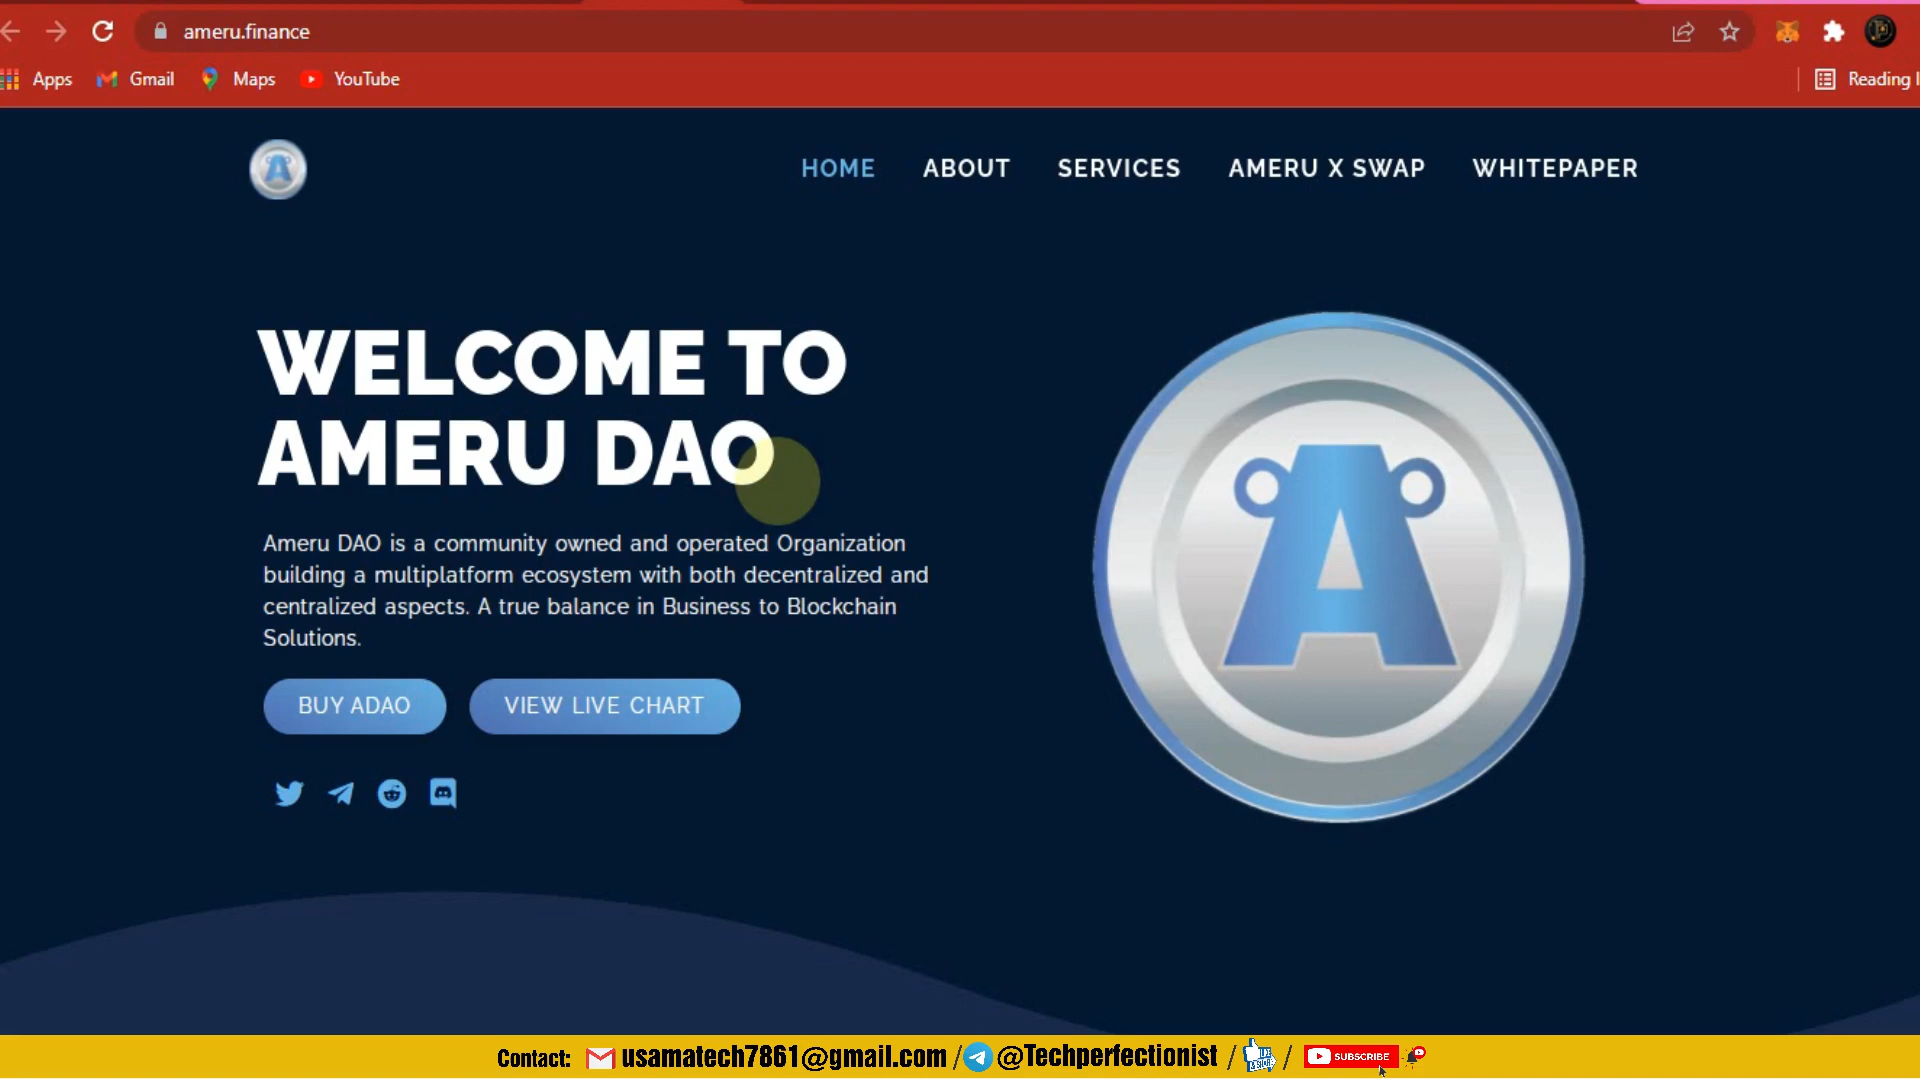 ameru.finance
Apps Gmail Maps YouTube Reading
HOME ABOUT SERVICES AMERU X SWAP WHITEPAPER
WELCOME TO
AMERU DAO
Ameru DAO is a community owned and operated Organization
building a multiplatform ecosystem with both decentralized and
centralized aspects. A true balance in Business to Blockchain
Solutions.
BUY ADAO VIEW LIVE CHART
A
Contact: usamatech7861@gmail.com / @Techperfectionist / / SUBSCRIBE